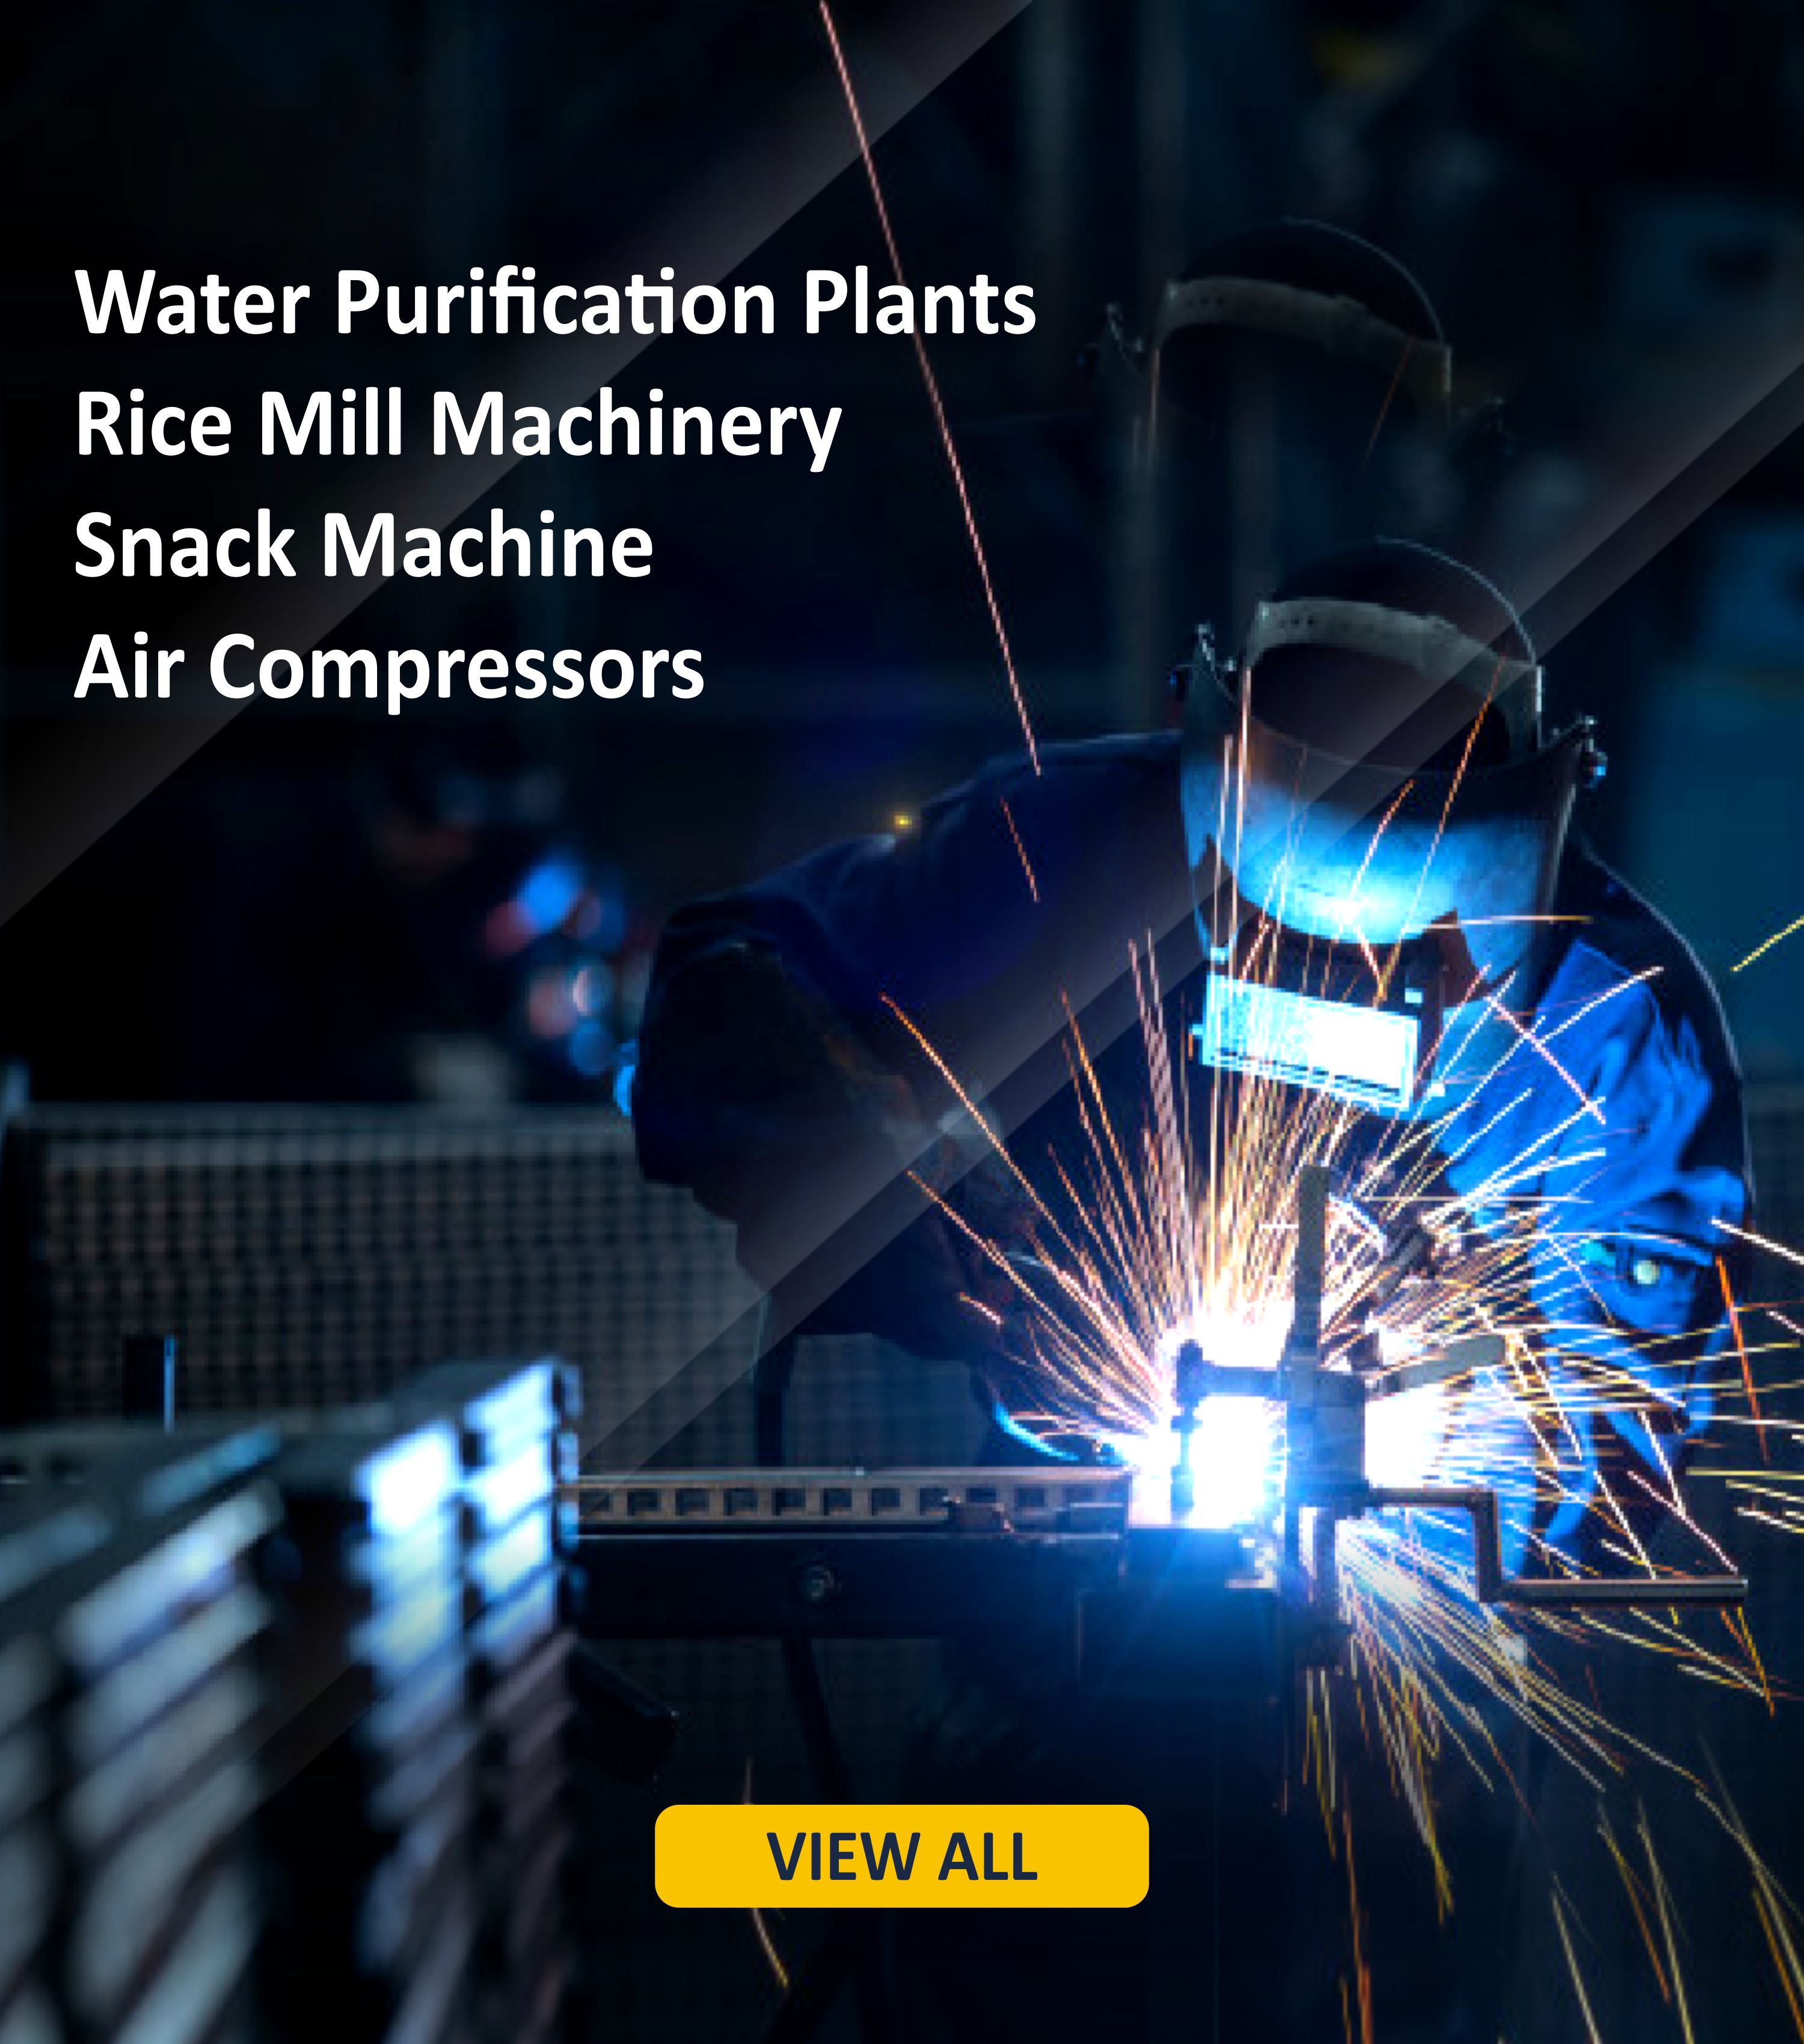 Water Purification Plants
Rice Mill Machinery
Snack Machine
Air Compressors
VIEW ALL